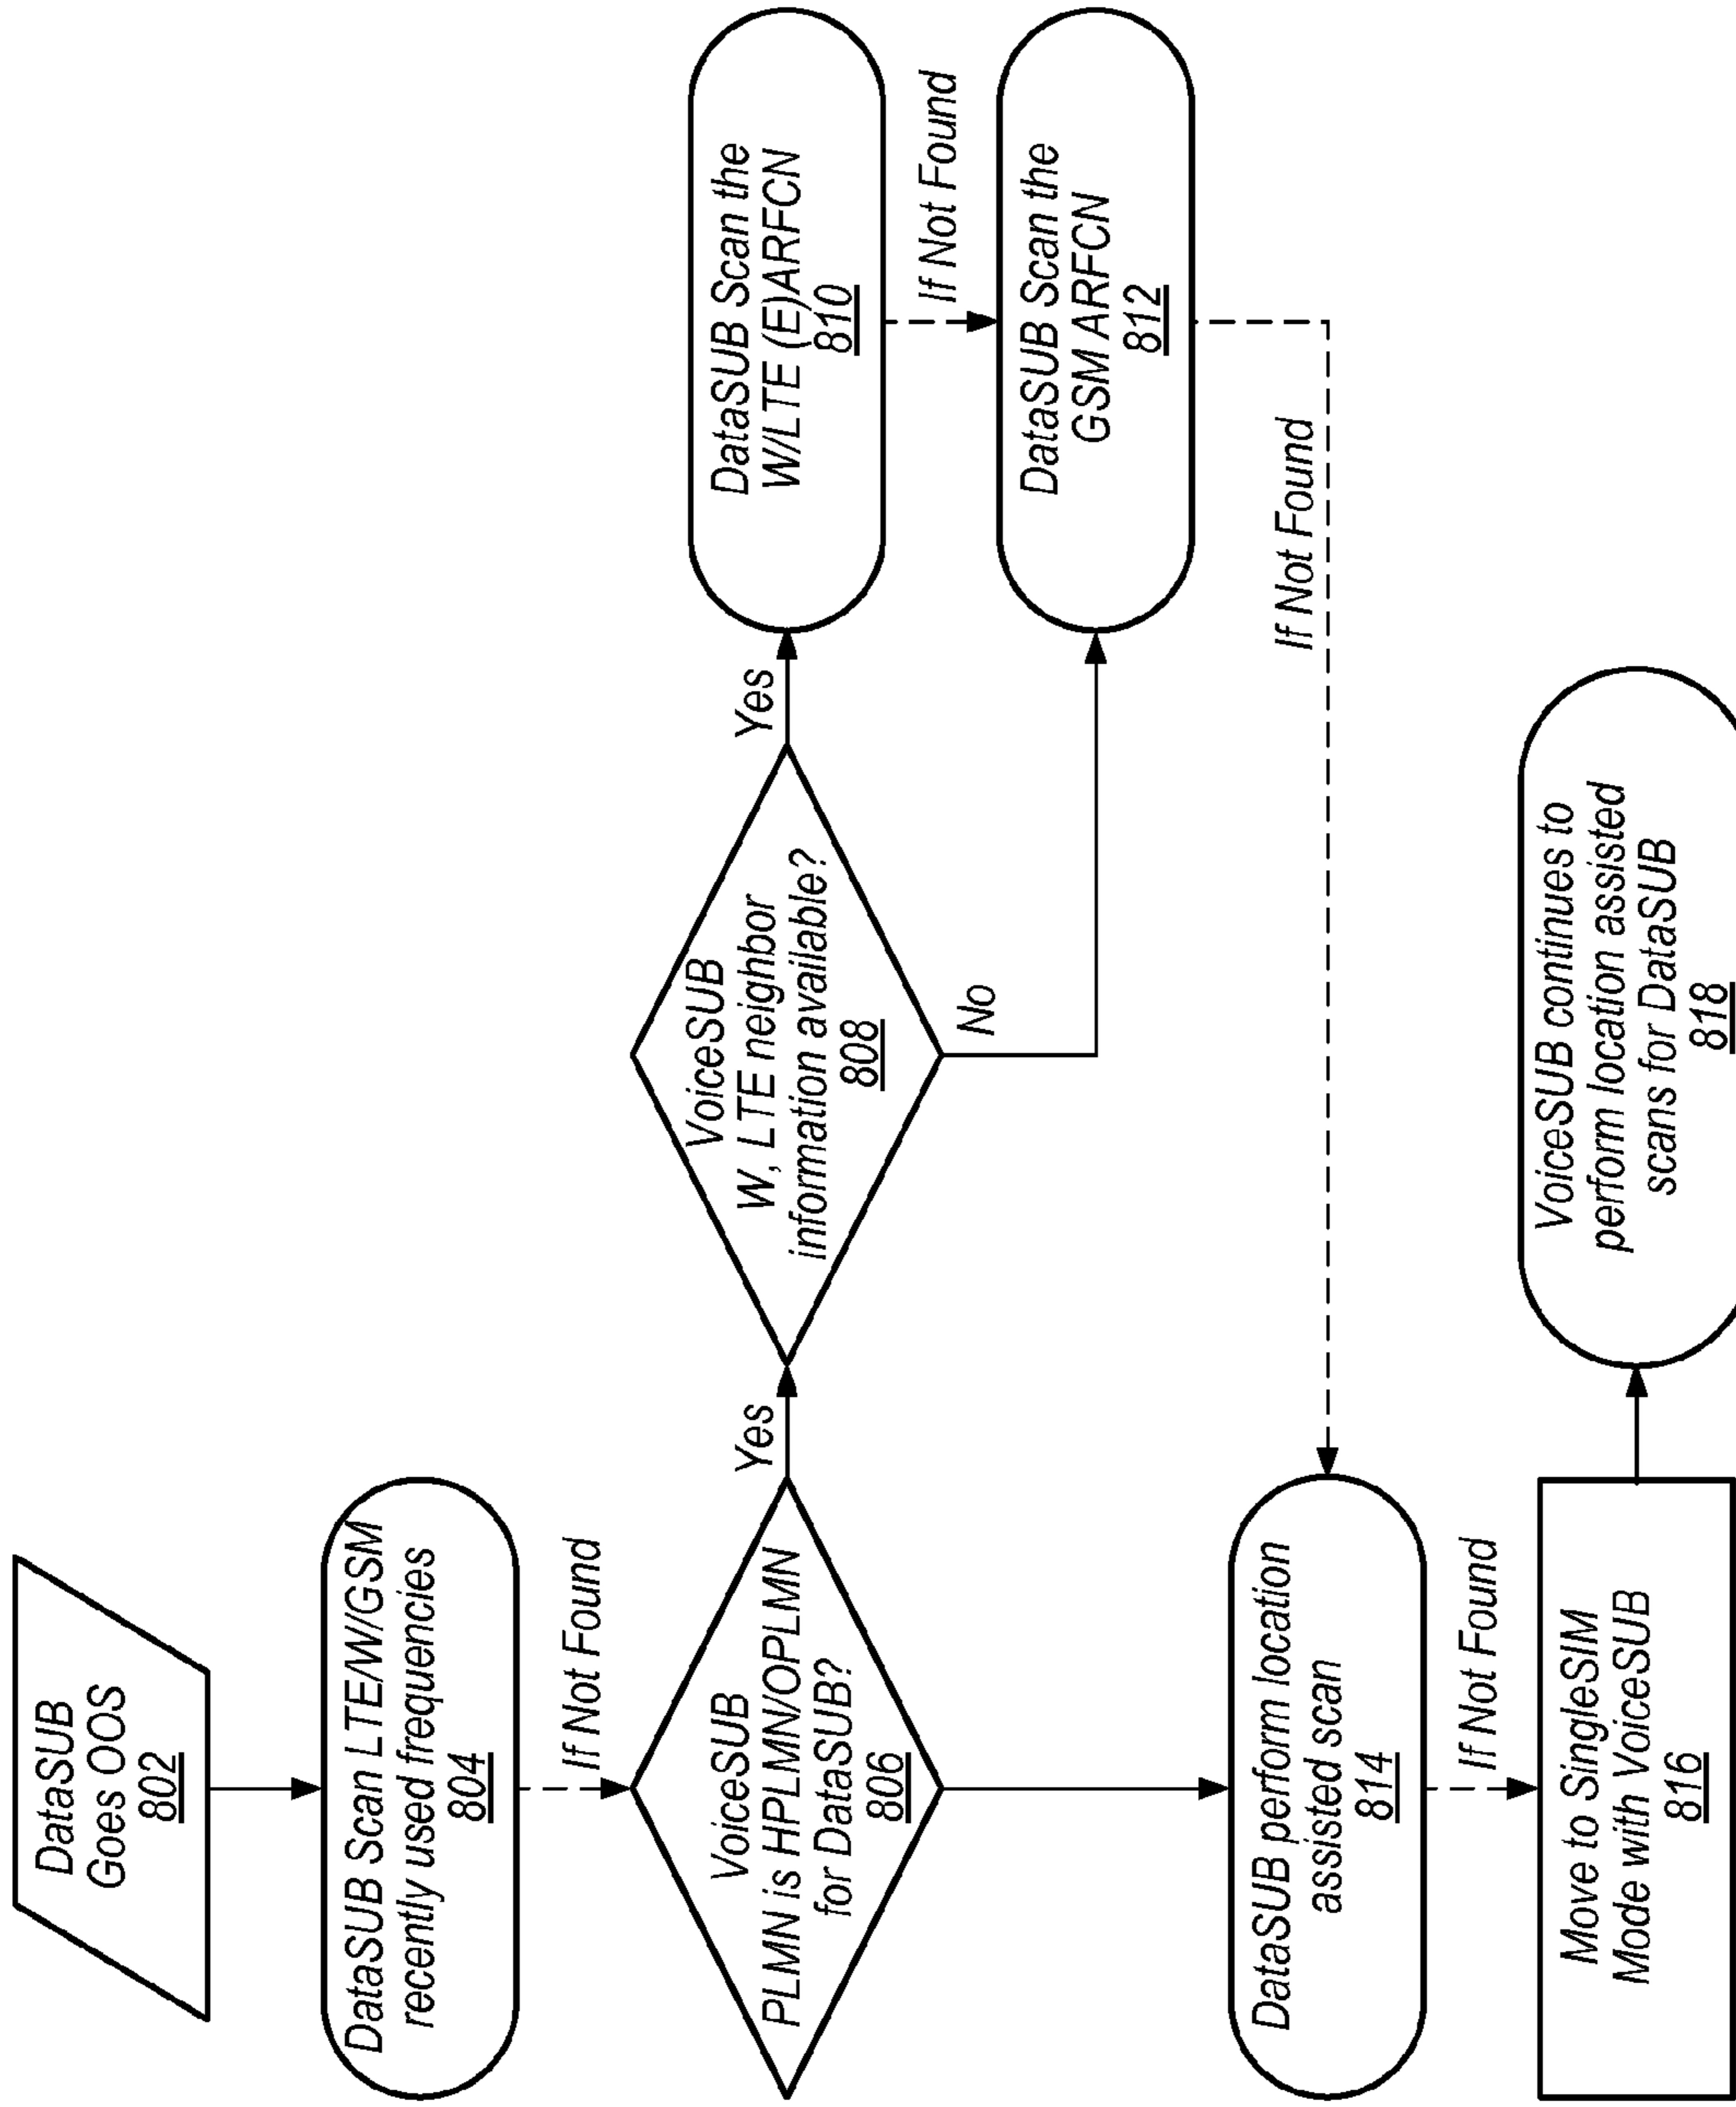 DataSUB
Goes OOS
802
DataSUB Scan LTE/W/GSM
recently used frequencies
804
If Not Found
VoiceSUB
PLMN is HPLMN/OPLMN
for DataSUB?
806
Yes
VoiceSUB
W, LTE neighbor
information available?
808
Yes
No
DataSUB Scan the
W/LTE (E)ARFCN
810
If Not Found
DataSUB Scan the
GSM ARFCN
812
If Not Found
DataSUB perform location
assisted scan
814
If Not Found
Move to SingleSIM
Mode with VoiceSUB
816
VoiceSUB continues to
perform location assisted
scans for DataSUB
818